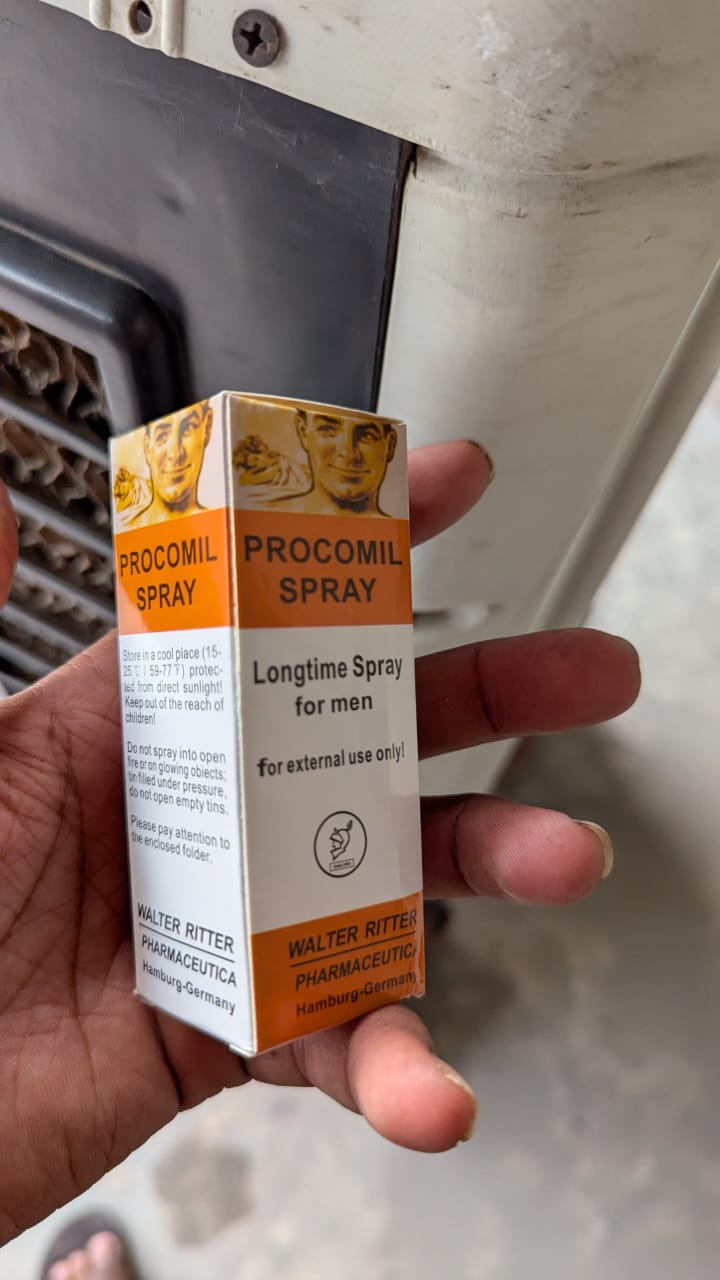 PROCOMIL
SPRAY
Store in a cool place (15-
25 °C / 59-77 °F) protec-
ted from direct sunlight!
Keep out of the reach of
children!
Do not spray into open
fire or on glowing objects;
tin filled under pressure,
do not open empty tins.
Please pay attention to
the enclosed folder.
WALTER RITTER
PHARMACEUTICA
Hamburg-Germany
PROCOMIL
SPRAY
Longtime Spray
for men
for external use only!
WALTER RITTER
PHARMACEUTICA
Hamburg-Germany